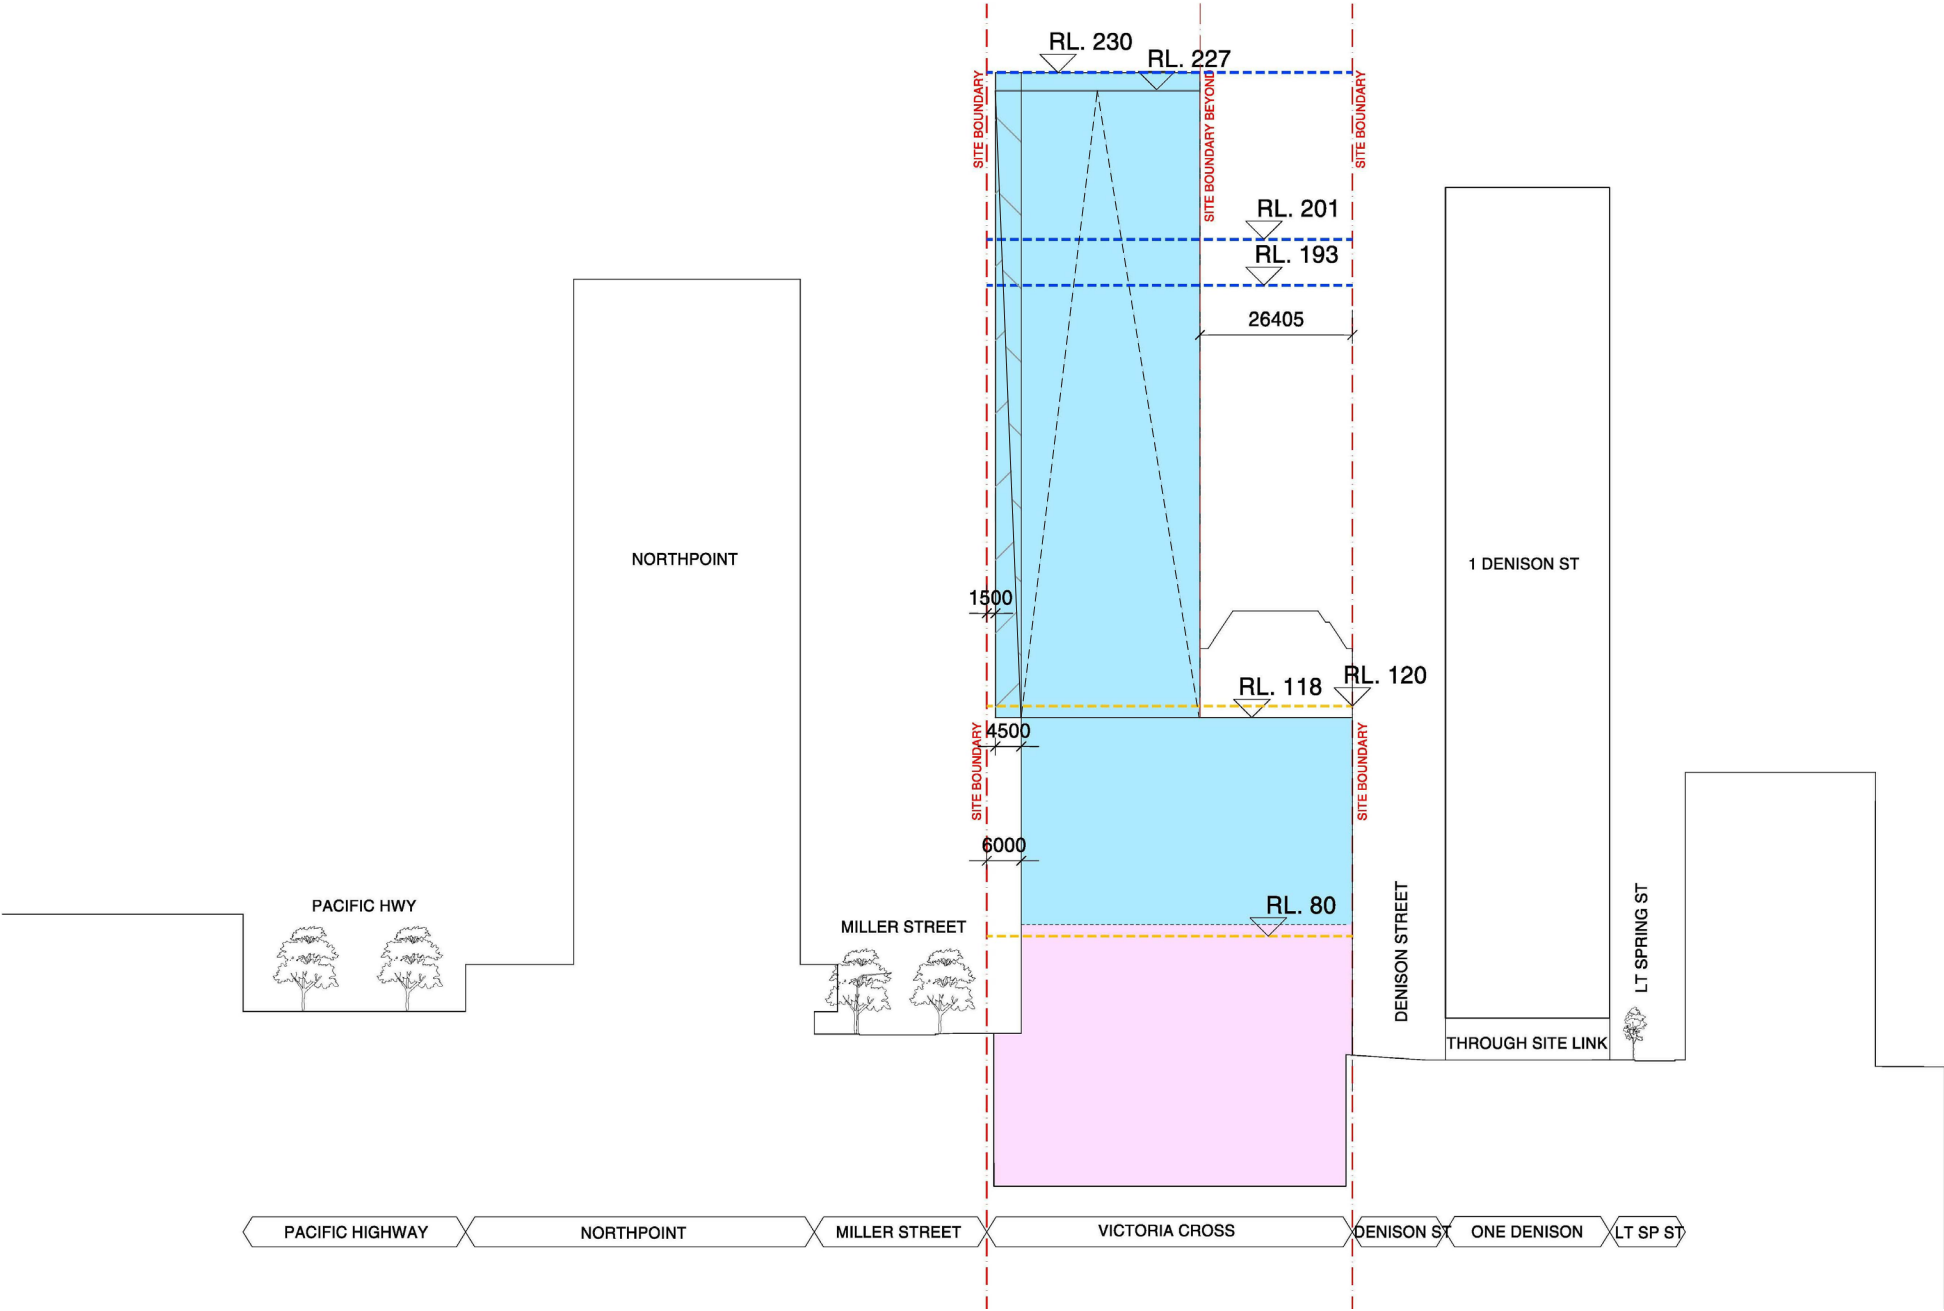 RL. 230
RL. 227
SITE BOUNDARY
SITE BOUNDARY BEYOND
SITE BOUNDARY
RL. 201
RL. 193
26405
NORTHPOINT
1 DENISON ST
1500
RL. 120
RL. 118
4500
SITE BOUNDARY
SITE BOUNDARY
6000
PACIFIC HWY
MILLER STREET
RL. 80
DENISON STREET
LT SPRING ST
THROUGH SITE LINK
PACIFIC HIGHWAY
NORTHPOINT
MILLER STREET
VICTORIA CROSS
DENISON ST
ONE DENISON
LT SP ST